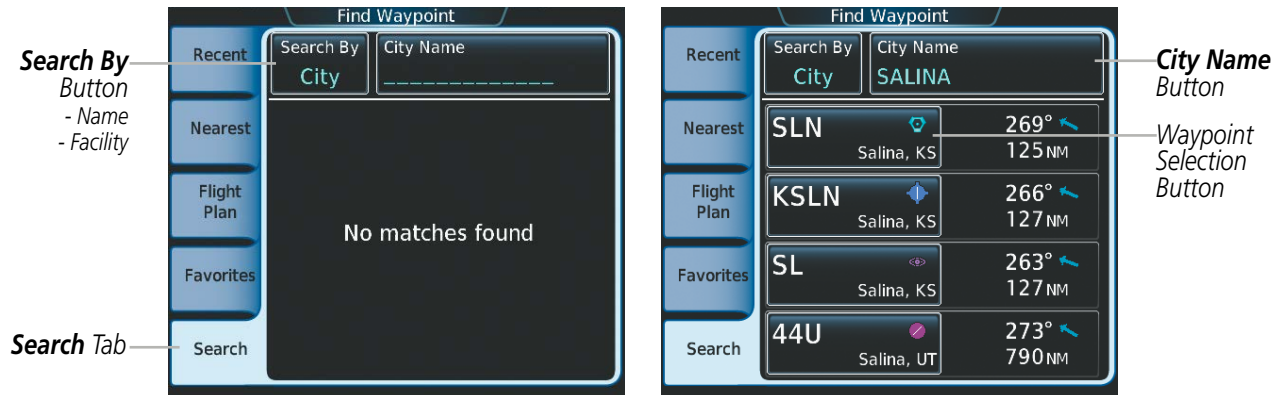 Search By
Button
- Name
- Facility
Search Tab
Find Waypoint
Recent
Nearest
Flight
Plan
Favorites
Search
Search By
City
City Name
_____________
No matches found
Find Waypoint
Recent
Nearest
Flight
Plan
Favorites
Search
Search By
City
City Name
SALINA
SLN
Salina, KS
269°
125NM
KSLN
Salina, KS
266°
127NM
SL
Salina, KS
263°
127NM
44U
Salina, UT
273°
790NM
City Name
Button
Waypoint
Selection
Button